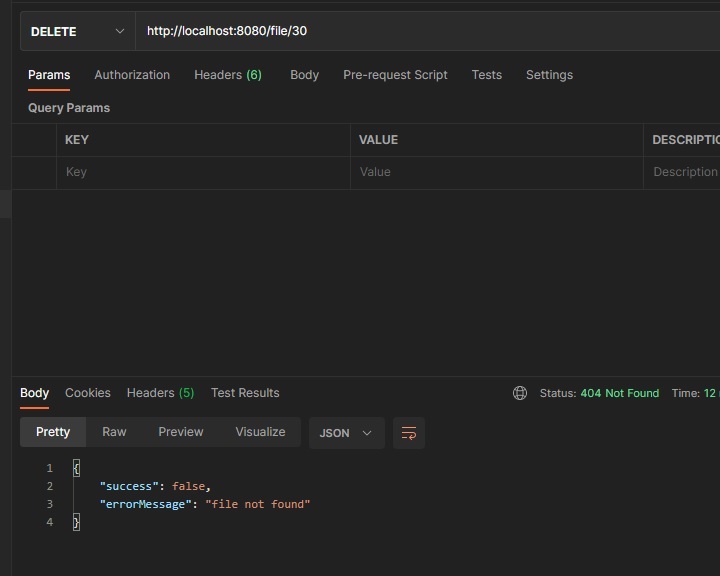 DELETE http://localhost:8080/file/30
Params Authorization Headers (6) Body Pre-request Script Tests Settings
Query Params
KEY VALUE DESCRIPTIO
Key Value Description
Body Cookies Headers (5) Test Results Status: 404 Not Found Time: 12
Pretty Raw Preview Visualize JSON
1 {
2 "success": false,
3 "errorMessage": "file not found"
4 }